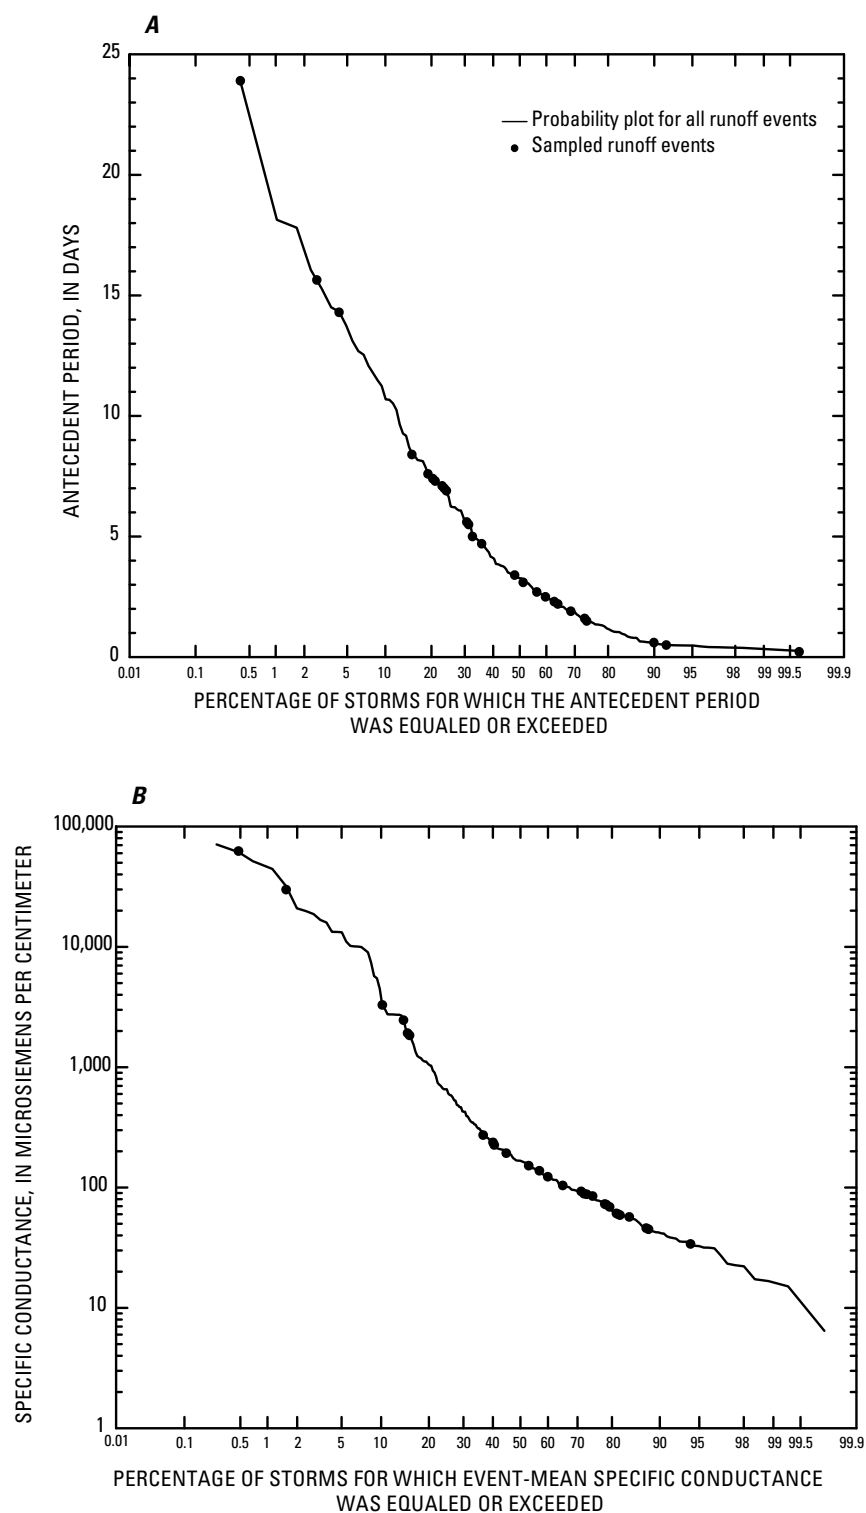 A
25
20
15
10
5
0
ANTECEDENT PERIOD, IN DAYS
Probability plot for all runoff events
Sampled runoff events
0.01 0.1 0.5 1 2 5 10 20 30 40 50 60 70 80 90 95 98 99 99.5 99.9
PERCENTAGE OF STORMS FOR WHICH THE ANTECEDENT PERIOD
WAS EQUALED OR EXCEEDED
B
100,000
10,000
1,000
100
10
1
SPECIFIC CONDUCTANCE, IN MICROSIEMENS PER CENTIMETER
0.01 0.1 0.5 1 2 5 10 20 30 40 50 60 70 80 90 95 98 99 99.5 99.9
PERCENTAGE OF STORMS FOR WHICH EVENT-MEAN SPECIFIC CONDUCTANCE
WAS EQUALED OR EXCEEDED